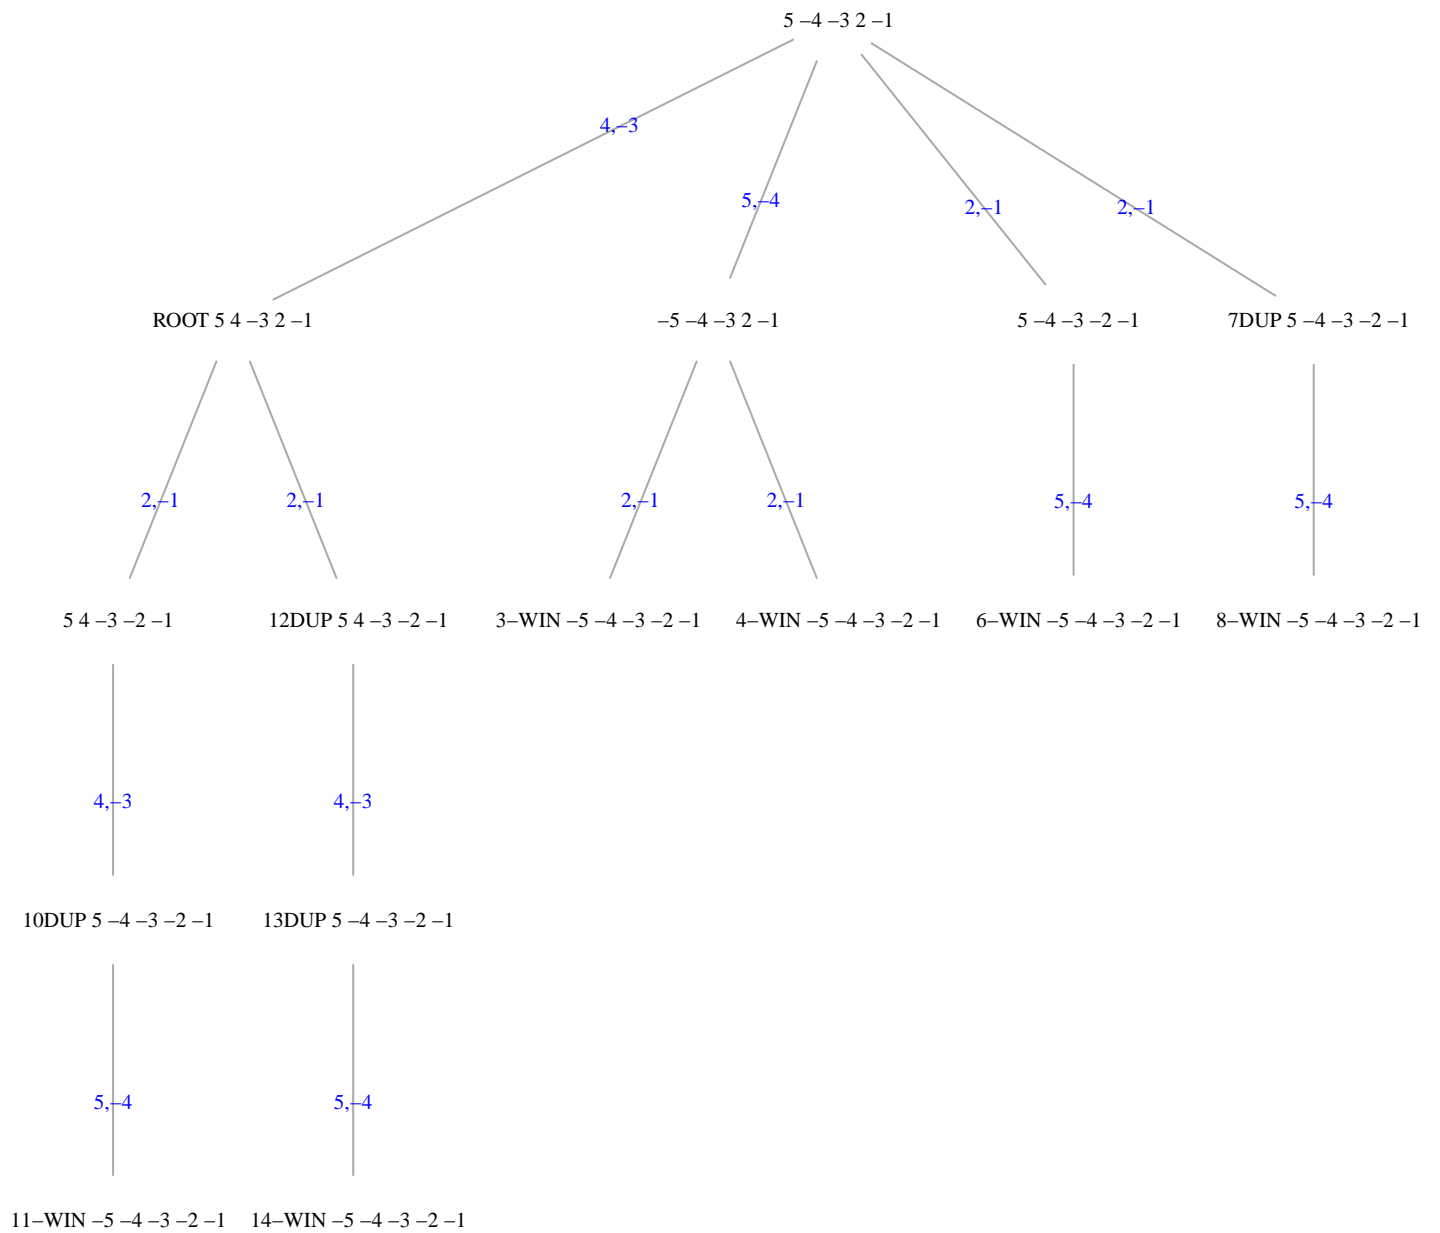 5 −4 −3 2 −1
4,−3
5,−4
2,−1
2,−1
ROOT 5 4 −3 2 −1
−5 −4 −3 2 −1
5 −4 −3 −2 −1
7DUP 5 −4 −3 −2 −1
2,−1
2,−1
2,−1
2,−1
5,−4
5,−4
5 4 −3 −2 −1
12DUP 5 4 −3 −2 −1
3−WIN −5 −4 −3 −2 −1
4−WIN −5 −4 −3 −2 −1
6−WIN −5 −4 −3 −2 −1
8−WIN −5 −4 −3 −2 −1
4,−3
4,−3
10DUP 5 −4 −3 −2 −1
13DUP 5 −4 −3 −2 −1
5,−4
5,−4
11−WIN −5 −4 −3 −2 −1
14−WIN −5 −4 −3 −2 −1